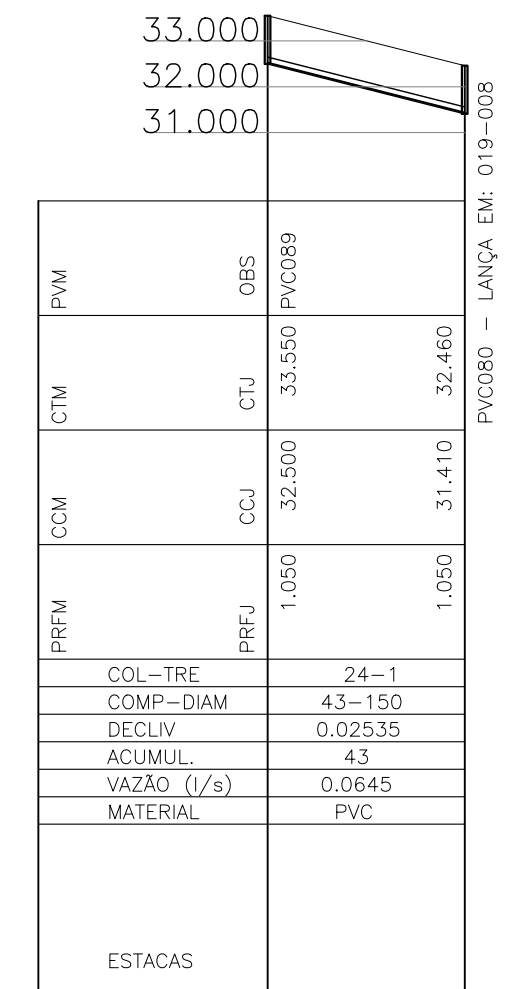 33.000
32.000
31.000
PVC080 – LANÇA EM: 019–008
PVM OBS PVC089
CTM CTJ 33.550 32.460
CCM CCJ 32.500 31.410
PRFM PRFJ 1.050 1.050
COL–TRE 24–1
COMP–DIAM 43–150
DECLIV 0.02535
ACUMUL. 43
VAZÃO (l/s) 0.0645
MATERIAL PVC
ESTACAS